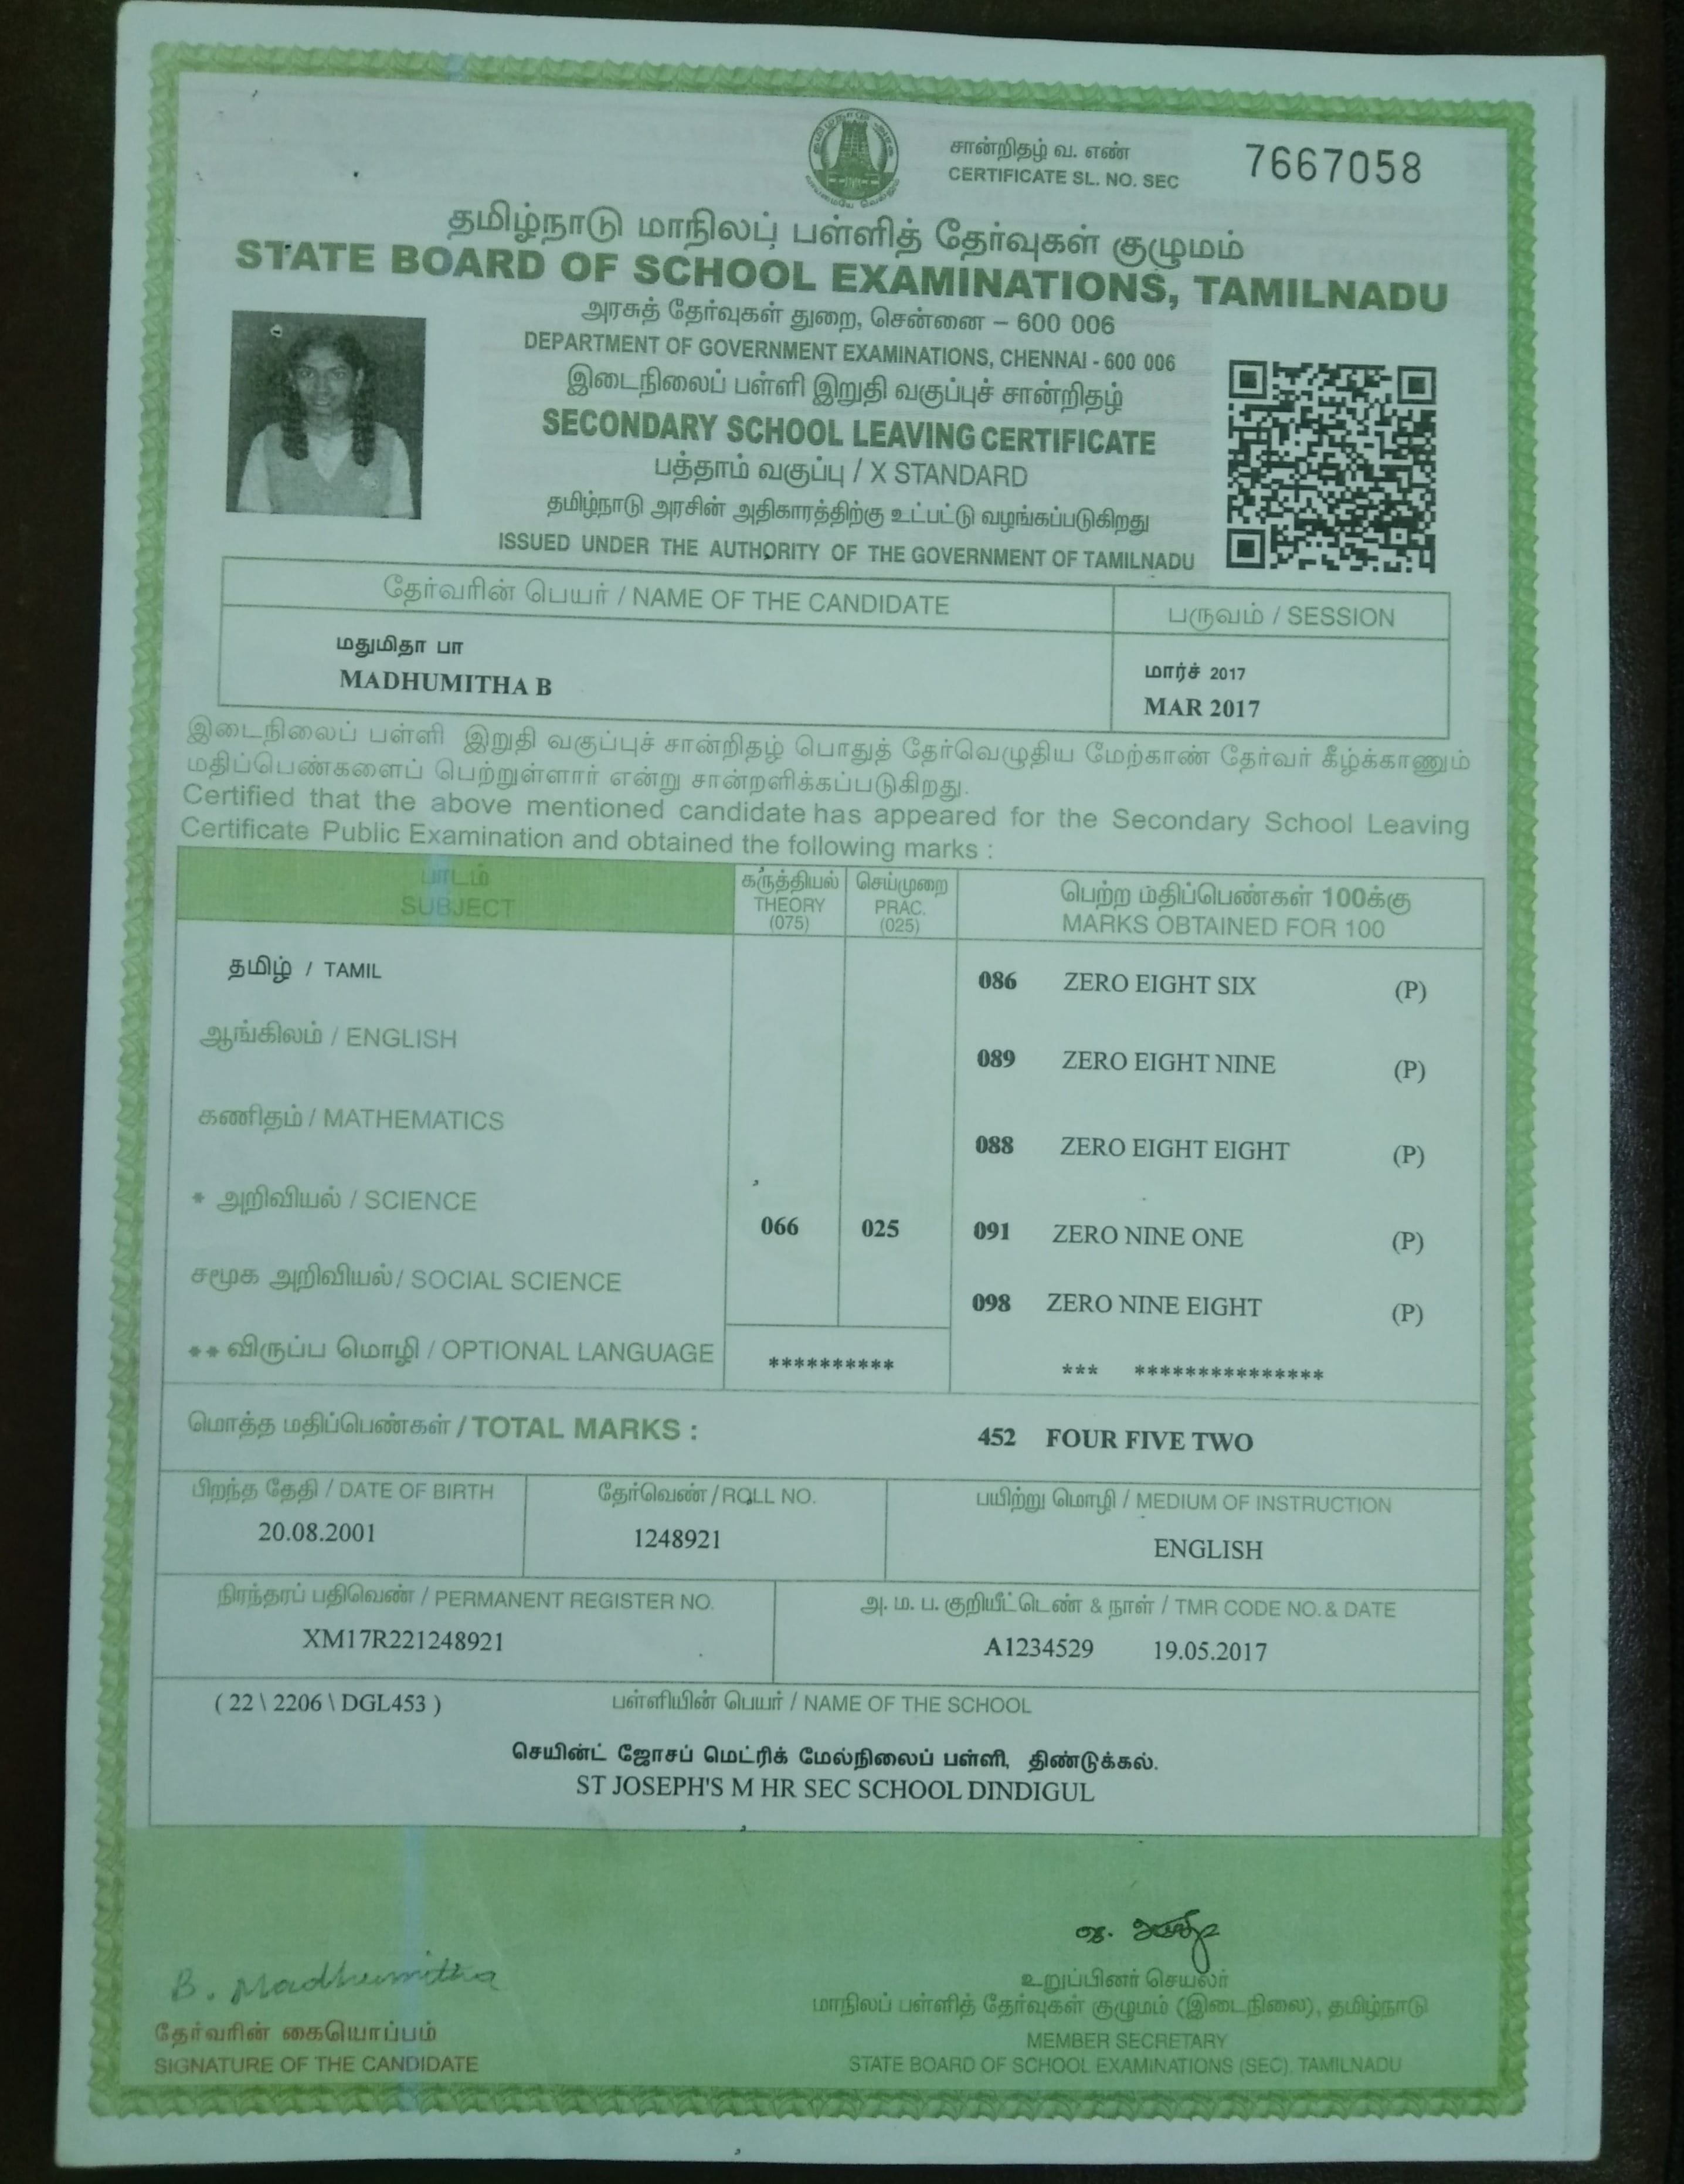 சான்றிதழ் வ. எண்
CERTIFICATE SL. NO. SEC 7667058
தமிழ்நாடு மாநிலப் பள்ளித் தேர்வுகள் குழுமம்
STATE BOARD OF SCHOOL EXAMINATIONS, TAMILNADU
அரசுத் தேர்வுகள் துறை, சென்னை – 600 006
DEPARTMENT OF GOVERNMENT EXAMINATIONS, CHENNAI - 600 006
இடைநிலைப் பள்ளி இறுதி வகுப்புச் சான்றிதழ்
SECONDARY SCHOOL LEAVING CERTIFICATE
பத்தாம் வகுப்பு / X STANDARD
தமிழ்நாடு அரசின் அதிகாரத்திற்கு உட்பட்டு வழங்கப்படுகிறது
ISSUED UNDER THE AUTHORITY OF THE GOVERNMENT OF TAMILNADU
தேர்வரின் பெயர் / NAME OF THE CANDIDATE பருவம் / SESSION
மதுமிதா பா மார்ச் 2017
MADHUMITHA B MAR 2017
இடைநிலைப் பள்ளி இறுதி வகுப்புச் சான்றிதழ் பொதுத் தேர்வெழுதிய மேற்காண் தேர்வர் கீழ்க்காணும்
மதிப்பெண்களைப் பெற்றுள்ளார் என்று சான்றளிக்கப்படுகிறது.
Certified that the above mentioned candidate has appeared for the Secondary School Leaving
Certificate Public Examination and obtained the following marks :
பாடம் கருத்தியல் செய்முறை பெற்ற மதிப்பெண்கள் 100க்கு
SUBJECT THEORY PRAC. MARKS OBTAINED FOR 100
(075) (025)
தமிழ் / TAMIL 086 ZERO EIGHT SIX (P)
ஆங்கிலம் / ENGLISH 089 ZERO EIGHT NINE (P)
கணிதம் / MATHEMATICS 088 ZERO EIGHT EIGHT (P)
* அறிவியல் / SCIENCE 066 025 091 ZERO NINE ONE (P)
சமூக அறிவியல் / SOCIAL SCIENCE 098 ZERO NINE EIGHT (P)
** விருப்ப மொழி / OPTIONAL LANGUAGE ********** *** ***************
மொத்த மதிப்பெண்கள் / TOTAL MARKS : 452 FOUR FIVE TWO
பிறந்த தேதி / DATE OF BIRTH தேர்வெண் / ROLL NO. பயிற்று மொழி / MEDIUM OF INSTRUCTION
20.08.2001 1248921 ENGLISH
நிரந்தரப் பதிவெண் / PERMANENT REGISTER NO. அ. ம. ப. குறியீட்டெண் & நாள் / TMR CODE NO. & DATE
XM17R221248921 A1234529 19.05.2017
( 22 \ 2206 \ DGL453 ) பள்ளியின் பெயர் / NAME OF THE SCHOOL
செயின்ட் ஜோசப் மெட்ரிக் மேல்நிலைப் பள்ளி, திண்டுக்கல்.
ST JOSEPH'S M HR SEC SCHOOL DINDIGUL
B. Madhumitha
தேர்வரின் கையொப்பம்
SIGNATURE OF THE CANDIDATE
உறுப்பினர் செயலர்
மாநிலப் பள்ளித் தேர்வுகள் குழுமம் (இடைநிலை), தமிழ்நாடு
MEMBER SECRETARY
STATE BOARD OF SCHOOL EXAMINATIONS (SEC), TAMILNADU